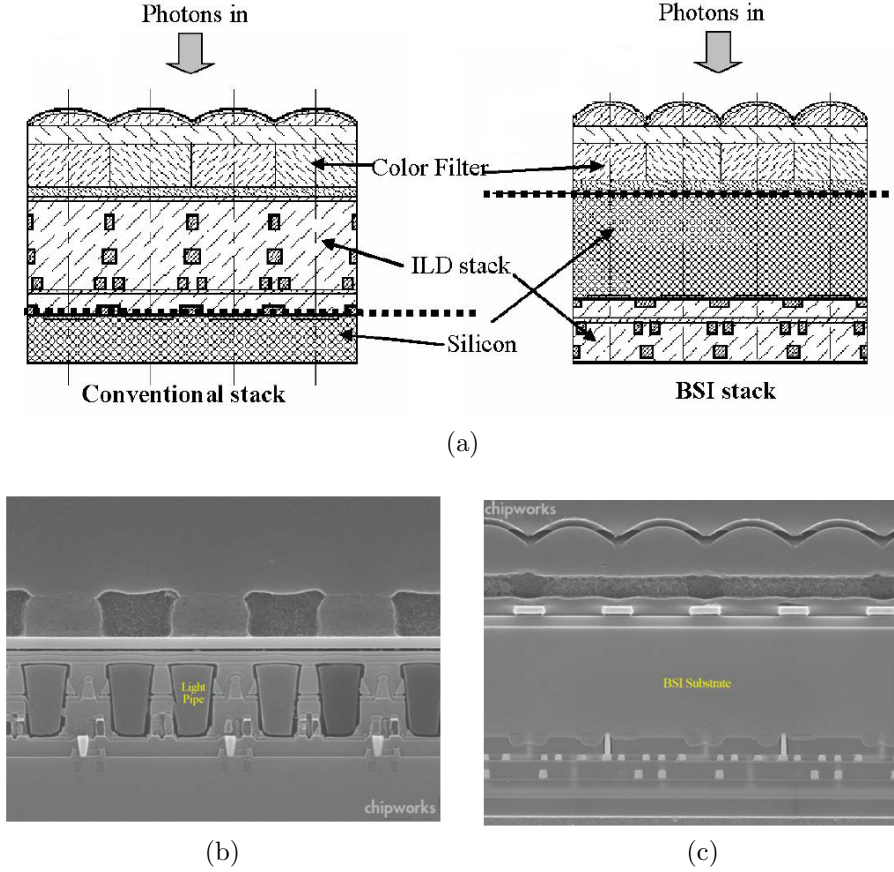 Photons in
Photons in
Color Filter
ILD stack
Silicon
Conventional stack
BSI stack
(a)
Light
Pipe
chipworks
chipworks
BSI Substrate
(b)
(c)